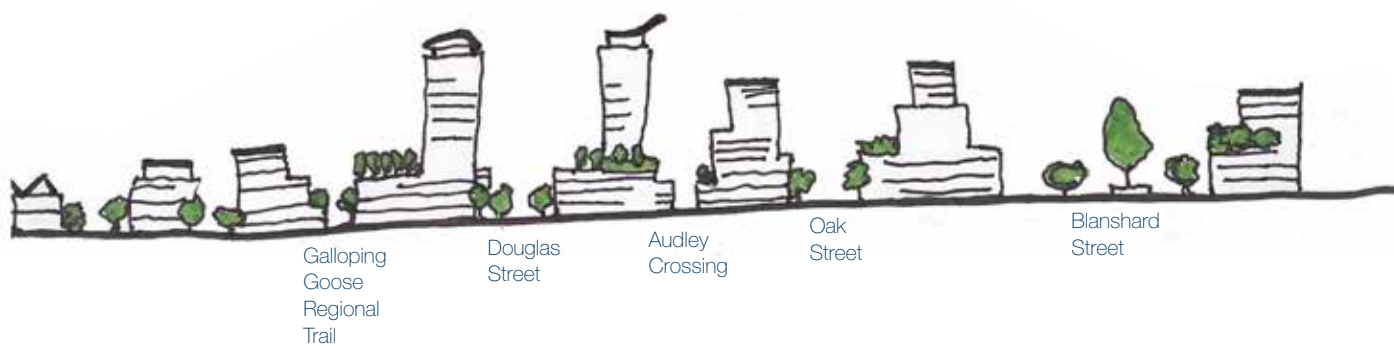 Galloping
Goose
Regional
Trail
Douglas
Street
Audley
Crossing
Oak
Street
Blanshard
Street